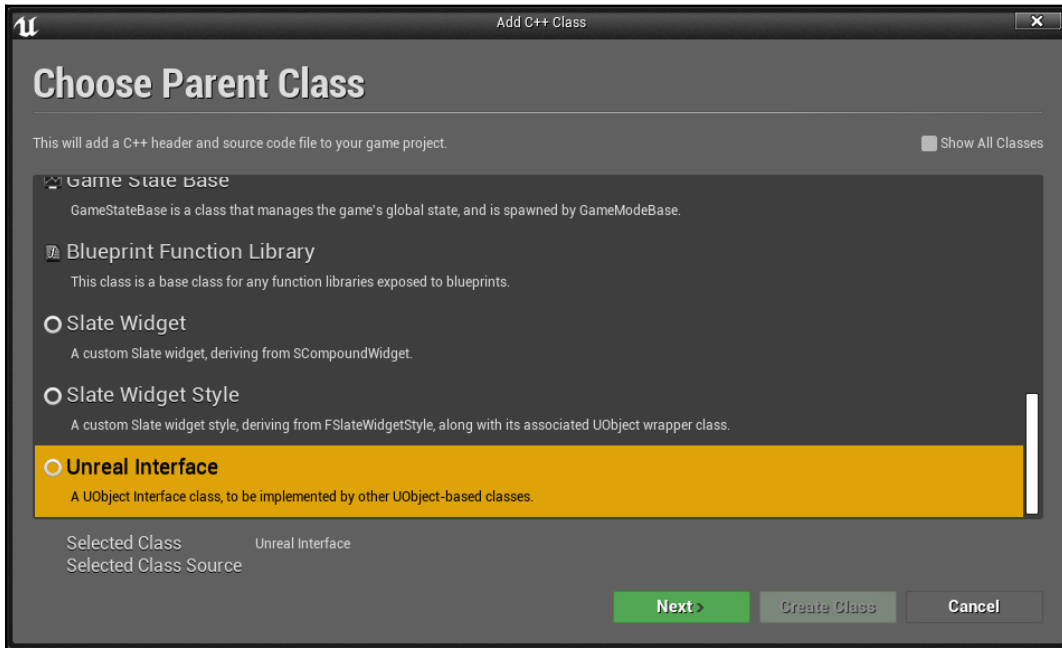 Add C++ Class
Choose Parent Class
This will add a C++ header and source code file to your game project.
Show All Classes
Game State Base
GameStateBase is a class that manages the game's global state, and is spawned by GameModeBase.
Blueprint Function Library
This class is a base class for any function libraries exposed to blueprints.
Slate Widget
A custom Slate widget, deriving from SCompoundWidget.
Slate Widget Style
A custom Slate widget style, deriving from FSlateWidgetStyle, along with its associated UObject wrapper class.
Unreal Interface
A UObject Interface class, to be implemented by other UObject-based classes.
Selected Class Unreal Interface
Selected Class Source
Next > Create Class Cancel